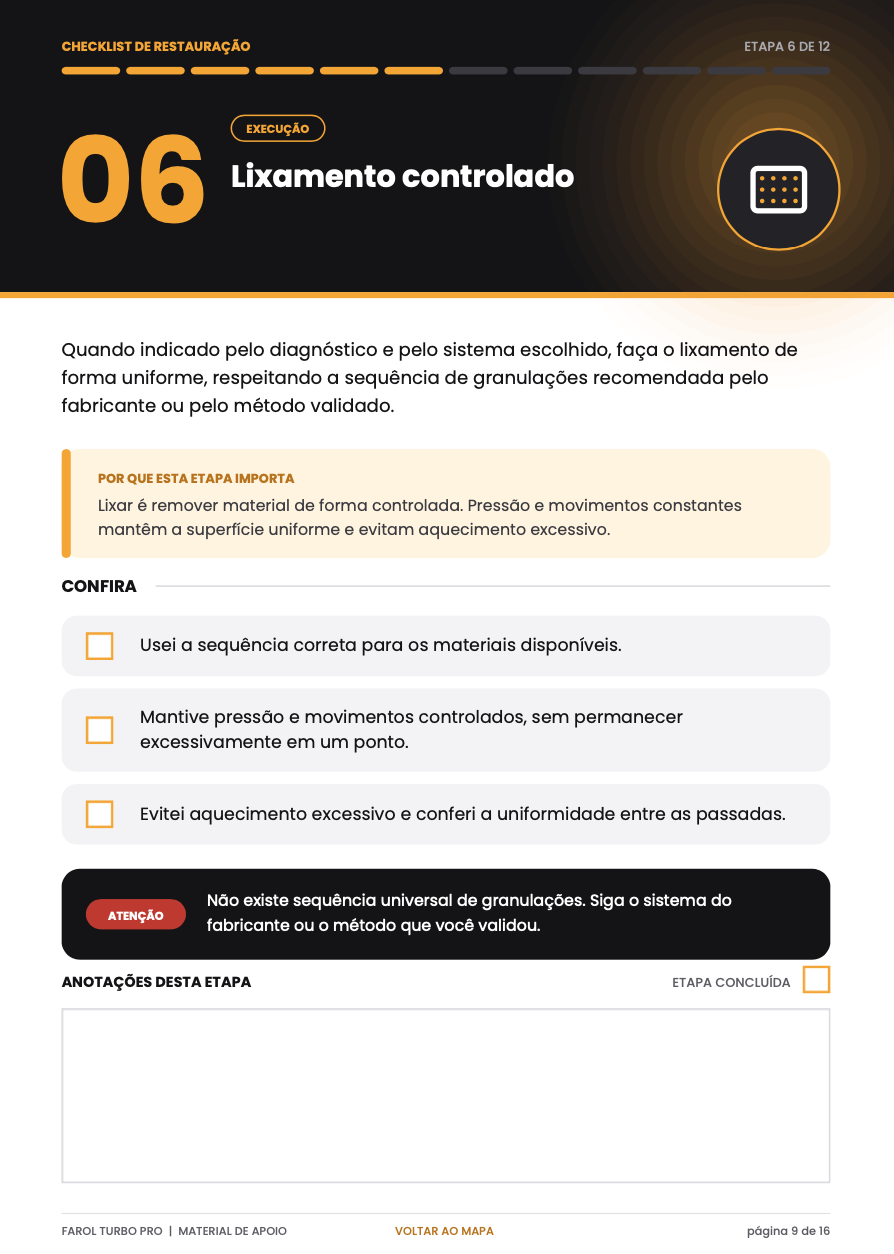 CHECKLIST DE RESTAURAÇÃO
ETAPA 6 DE 12
06
EXECUÇÃO
Lixamento controlado
Quando indicado pelo diagnóstico e pelo sistema escolhido, faça o lixamento de
forma uniforme, respeitando a sequência de granulações recomendada pelo
fabricante ou pelo método validado.
POR QUE ESTA ETAPA IMPORTA
Lixar é remover material de forma controlada. Pressão e movimentos constantes
mantêm a superfície uniforme e evitam aquecimento excessivo.
CONFIRA
Usei a sequência correta para os materiais disponíveis.
Mantive pressão e movimentos controlados, sem permanecer
excessivamente em um ponto.
Evitei aquecimento excessivo e conferi a uniformidade entre as passadas.
ATENÇÃO
Não existe sequência universal de granulações. Siga o sistema do
fabricante ou o método que você validou.
ANOTAÇÕES DESTA ETAPA
ETAPA CONCLUÍDA
FAROL TURBO PRO | MATERIAL DE APOIO
VOLTAR AO MAPA
página 9 de 16